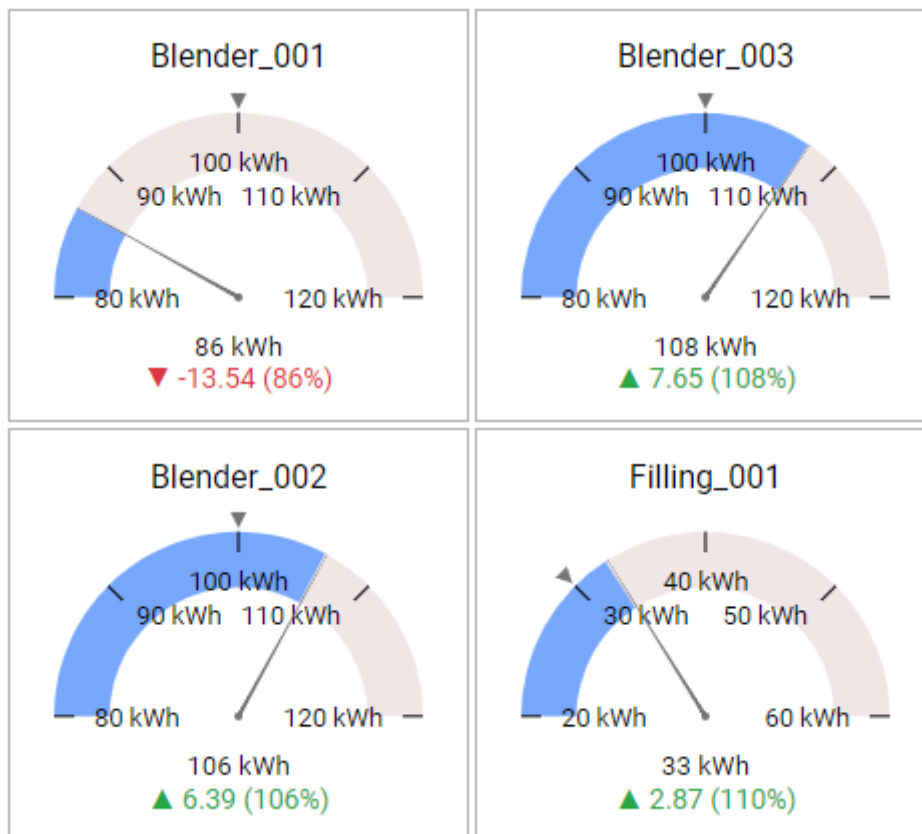 Blender_001
100 kWh
90 kWh 110 kWh
80 kWh 120 kWh
86 kWh
▼ -13.54 (86%)
Blender_003
100 kWh
90 kWh 110 kWh
80 kWh 120 kWh
108 kWh
▲ 7.65 (108%)
Blender_002
100 kWh
90 kWh 110 kWh
80 kWh 120 kWh
106 kWh
▲ 6.39 (106%)
Filling_001
40 kWh
30 kWh 50 kWh
20 kWh 60 kWh
33 kWh
▲ 2.87 (110%)